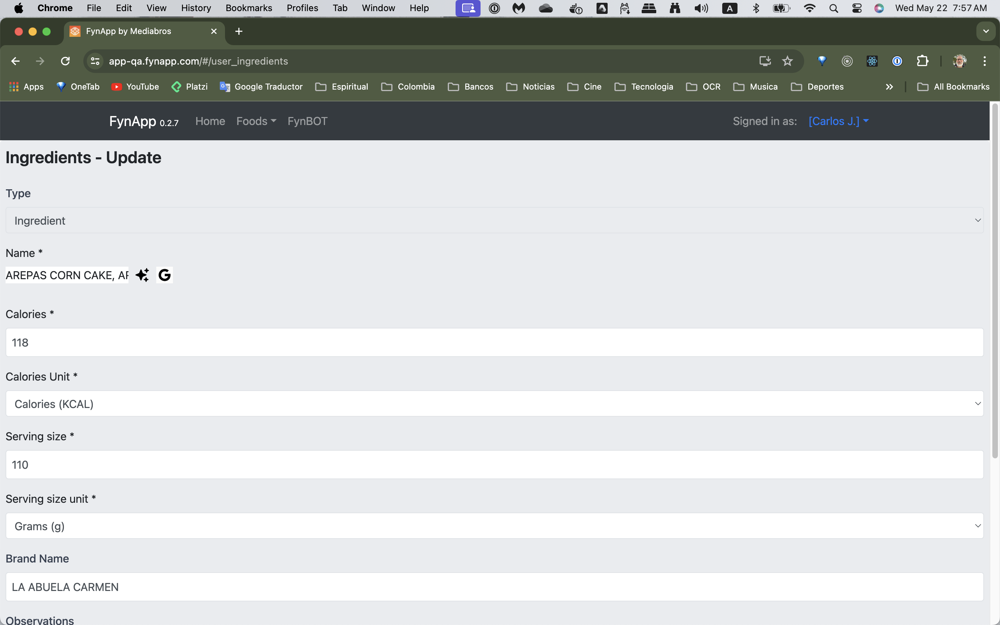 Chrome File Edit View History Bookmarks Profiles Tab Window Help A Wed May 22 7:57 AM
FynApp by Mediabros
app-qa.fynapp.com/#/user_ingredients
Apps OneTab YouTube Platzi Google Traductor Espiritual Colombia Bancos Noticias Cine Tecnologia OCR Musica Deportes All Bookmarks
FynApp 0.2.7 Home Foods FynBOT Signed in as: [Carlos J.]
Ingredients - Update
Type
Ingredient
Name *
AREPAS CORN CAKE, AR
Calories *
118
Calories Unit *
Calories (KCAL)
Serving size *
110
Serving size unit *
Grams (g)
Brand Name
LA ABUELA CARMEN
Observations